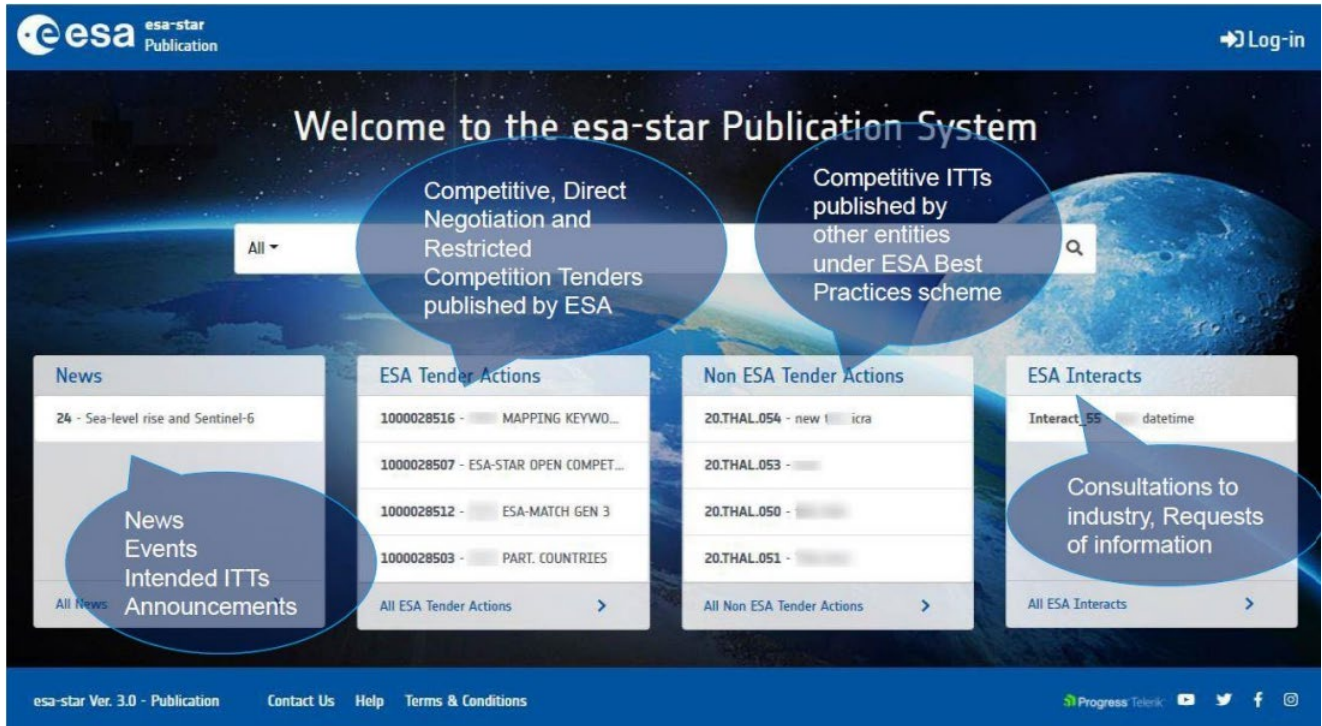 esa
esa-star
Publication
Log-in
Welcome to the esa-star Publication System
Competitive, Direct
Negotiation and
Restricted
Competition Tenders
published by ESA
Competitive ITTs
published by
other entities
under ESA Best
Practices scheme
All
News
24 - Sea-level rise and Sentinel-6
News
Events
Intended ITTs
Announcements
All News
ESA Tender Actions
1000028516 - MAPPING KEYWO...
1000028507 - ESA-STAR OPEN COMPET...
1000028512 - ESA-MATCH GEN 3
1000028503 - PART. COUNTRIES
All ESA Tender Actions
Non ESA Tender Actions
20.THAL.054 - new icra
20.THAL.053 -
20.THAL.050 -
20.THAL.051 -
All Non ESA Tender Actions
ESA Interacts
Interact_55 datetime
Consultations to
industry, Requests
of information
All ESA Interacts
esa-star Ver. 3.0 - Publication
Contact Us
Help
Terms & Conditions
Progress Telerik